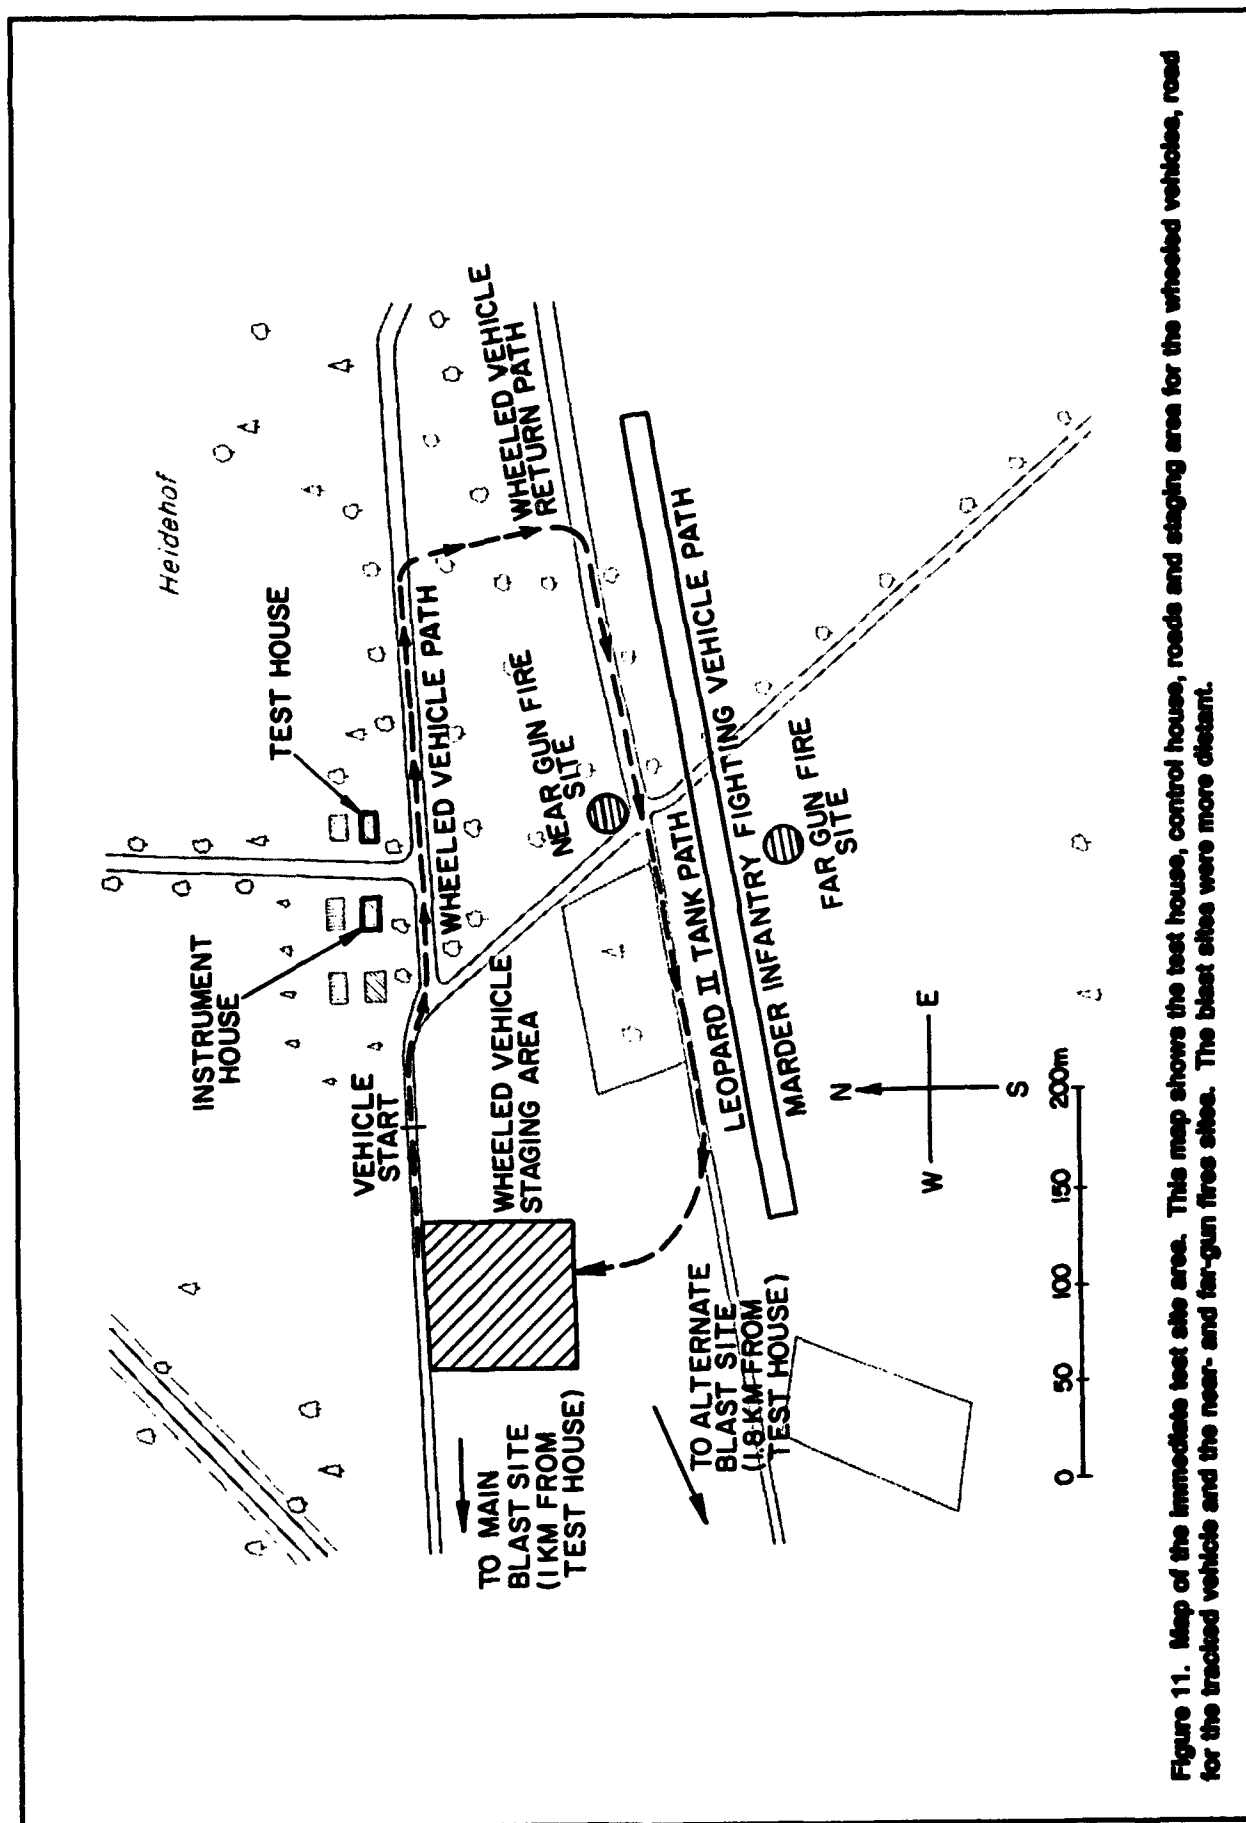 Heidehof
TEST HOUSE
INSTRUMENT
HOUSE
VEHICLE
START
WHEELED VEHICLE PATH
WHEELED VEHICLE
RETURN PATH
WHEELED VEHICLE
STAGING AREA
NEAR GUN FIRE
SITE
LEOPARD II TANK PATH
MARDER INFANTRY FIGHTING VEHICLE PATH
FAR GUN FIRE
SITE
TO MAIN
BLAST SITE
(1 KM FROM
TEST HOUSE)
TO ALTERNATE
BLAST SITE
(1.8 KM FROM
TEST HOUSE)
N
W
E
S
0
50
100
150
200m
Figure 11. Map of the immediate test site area. This map shows the test house, control house, roads and staging area for the wheeled vehicles, road
for the tracked vehicle and the near- and far-gun fires sites. The blast sites were more distant.